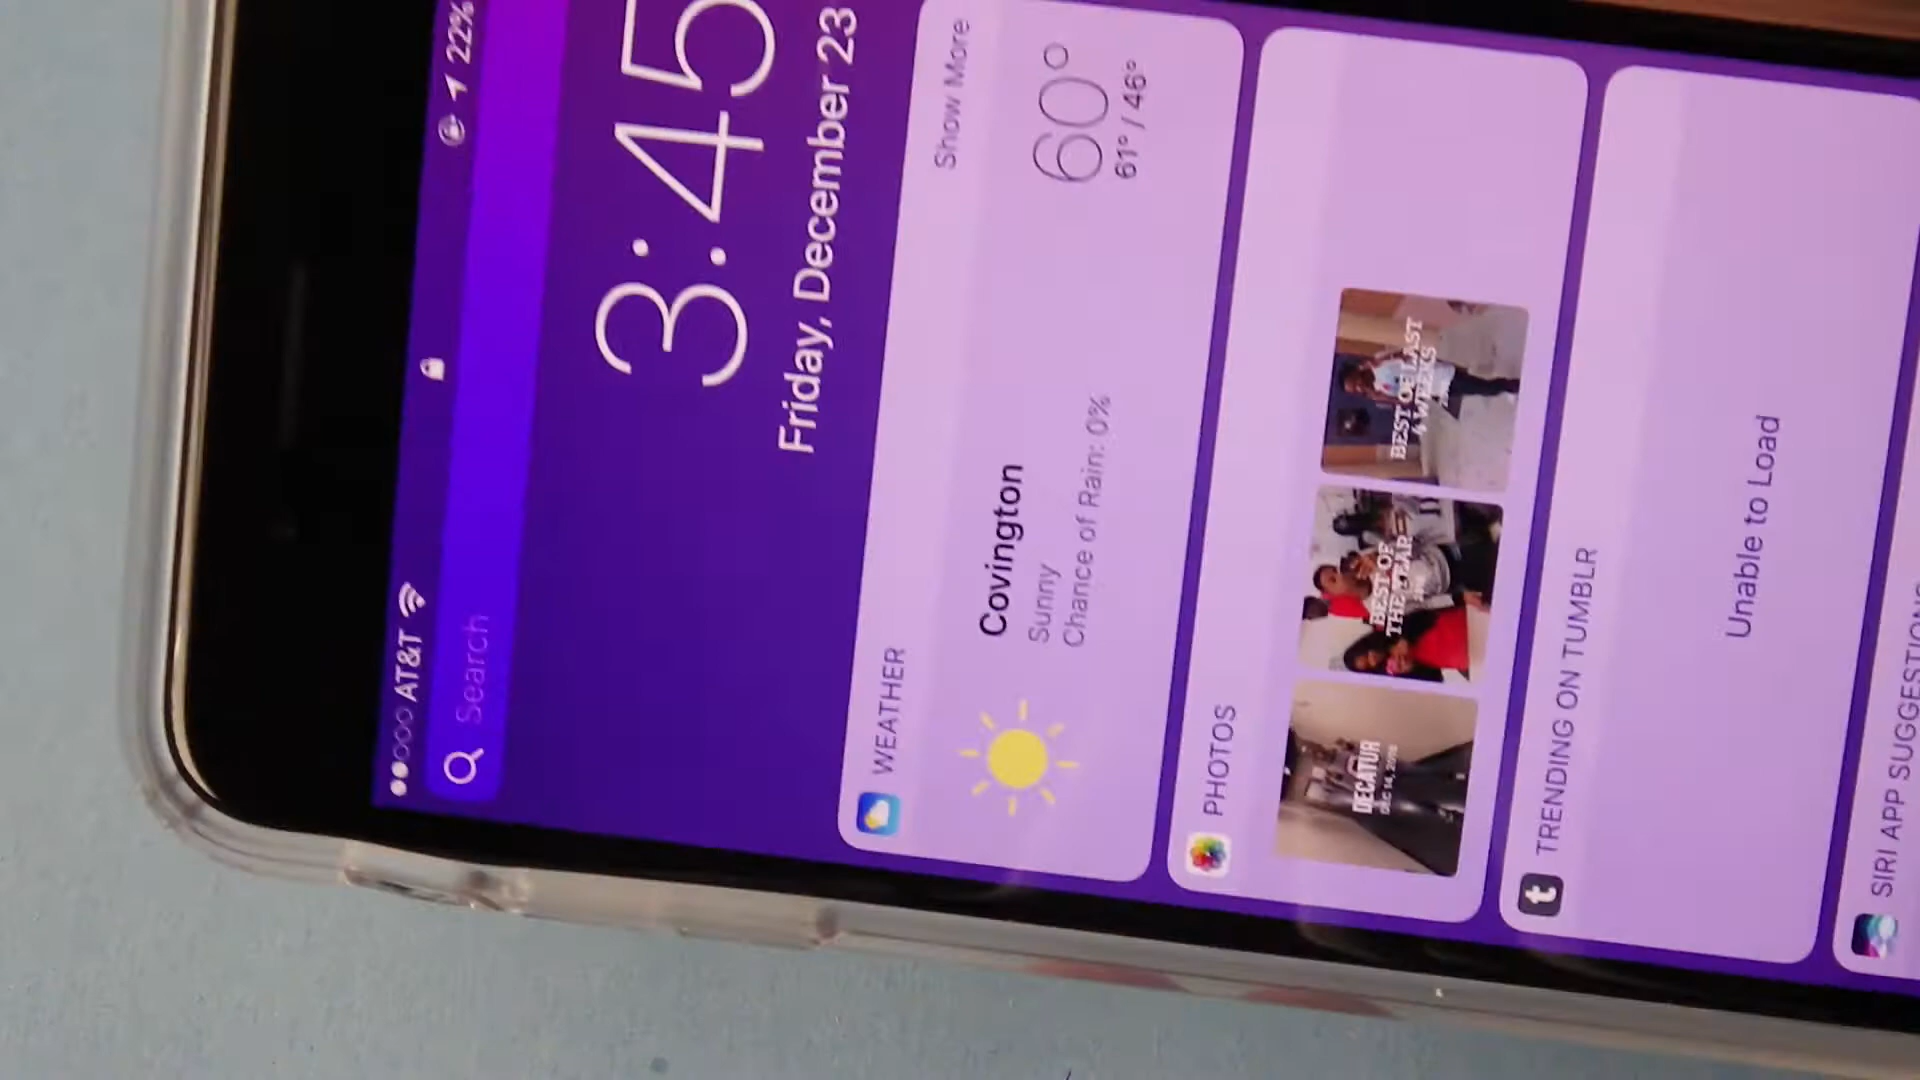 AT&T
22%
Search
3:45
Friday, December 23
WEATHER
Show More
Covington
Sunny
Chance of Rain: 0%
60°
61° / 46°
PHOTOS
DECATUR
DEC 14, 2016
BEST OF
THE YEAR
BEST OF LAST
4 WEEKS
TRENDING ON TUMBLR
Unable to Load
SIRI APP SUGGESTIONS